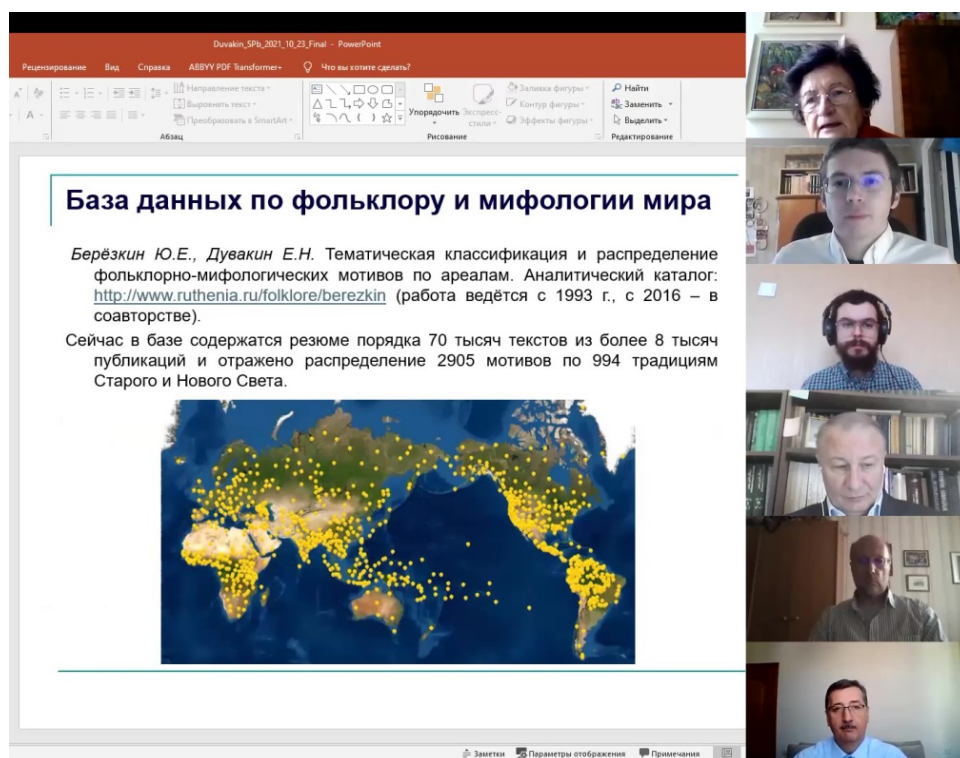 Duvakin_SPb_2021_10_23_Final - PowerPoint
Рецензирование Вид Справка ABBYY PDF Transformer+ Что вы хотите сделать?
Направление текста
Выровнять текст
Преобразовать в SmartArt
Абзац
Упорядочить
Экспресс-стили
Заливка фигуры
Контур фигуры
Эффекты фигуры
Рисование
Найти
Заменить
Выделить
Редактирование
База данных по фольклору и мифологии мира
Берёзкин Ю.Е., Дувакин Е.Н. Тематическая классификация и распределение
фольклорно-мифологических мотивов по ареалам. Аналитический каталог:
http://www.ruthenia.ru/folklore/berezkin (работа ведётся с 1993 г., с 2016 – в
соавторстве).
Сейчас в базе содержатся резюме порядка 70 тысяч текстов из более 8 тысяч
публикаций и отражено распределение 2905 мотивов по 994 традициям
Старого и Нового Света.
Заметки Параметры отображения Примечания